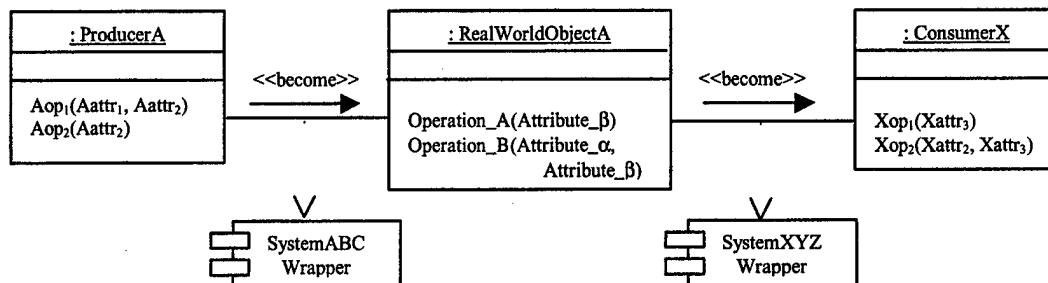 : ProducerA
Aop₁(Aattr₁, Aattr₂)
Aop₂(Aattr₂)
<<become>>
: RealWorldObjectA
Operation_A(Attribute_β)
Operation_B(Attribute_α,
Attribute_β)
<<become>>
: ConsumerX
Xop₁(Xattr₃)
Xop₂(Xattr₂, Xattr₃)
SystemABC
Wrapper
SystemXYZ
Wrapper